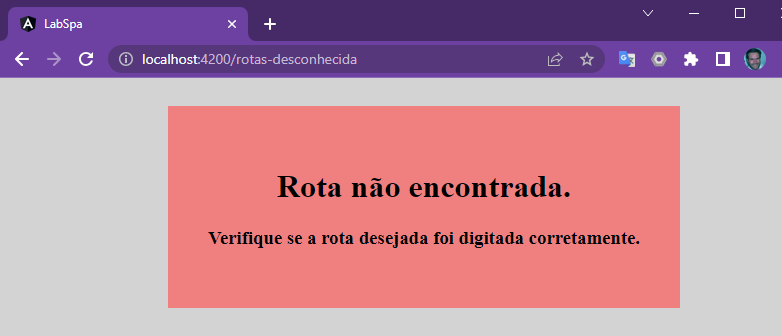 LabSpa
localhost:4200/rotas-desconhecida
Rota não encontrada.
Verifique se a rota desejada foi digitada corretamente.